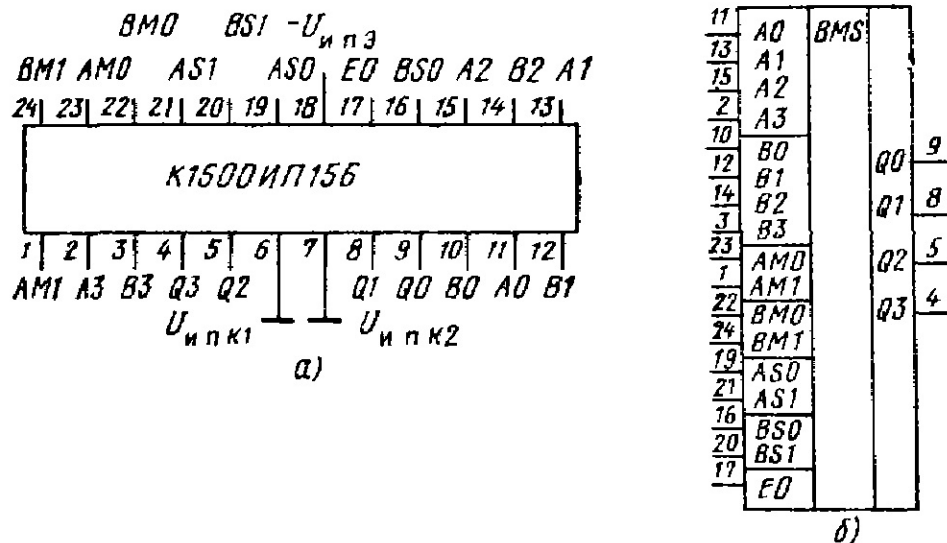 BM0 BS1 -Uипэ
BM1 AM0 AS1 AS0 E0 BS0 A2 B2 A1
24 23 22 21 20 19 18 17 16 15 14 13
К1500ИП156
1 2 3 4 5 6 7 8 9 10 11 12
AM1 A3 B3 Q3 Q2 Q1 Q0 B0 A0 B1
Uипк1 Uипк2
а)
11 A0 BMS
13 A1
15 A2
2 A3
10 B0 Q0 9
12 B1
14 B2 Q1 8
3 B3
23 AM0 Q2 5
1 AM1
22 BM0 Q3 4
24 BM1
19 AS0
21 AS1
16 BS0
20 BS1
17 E0
б)